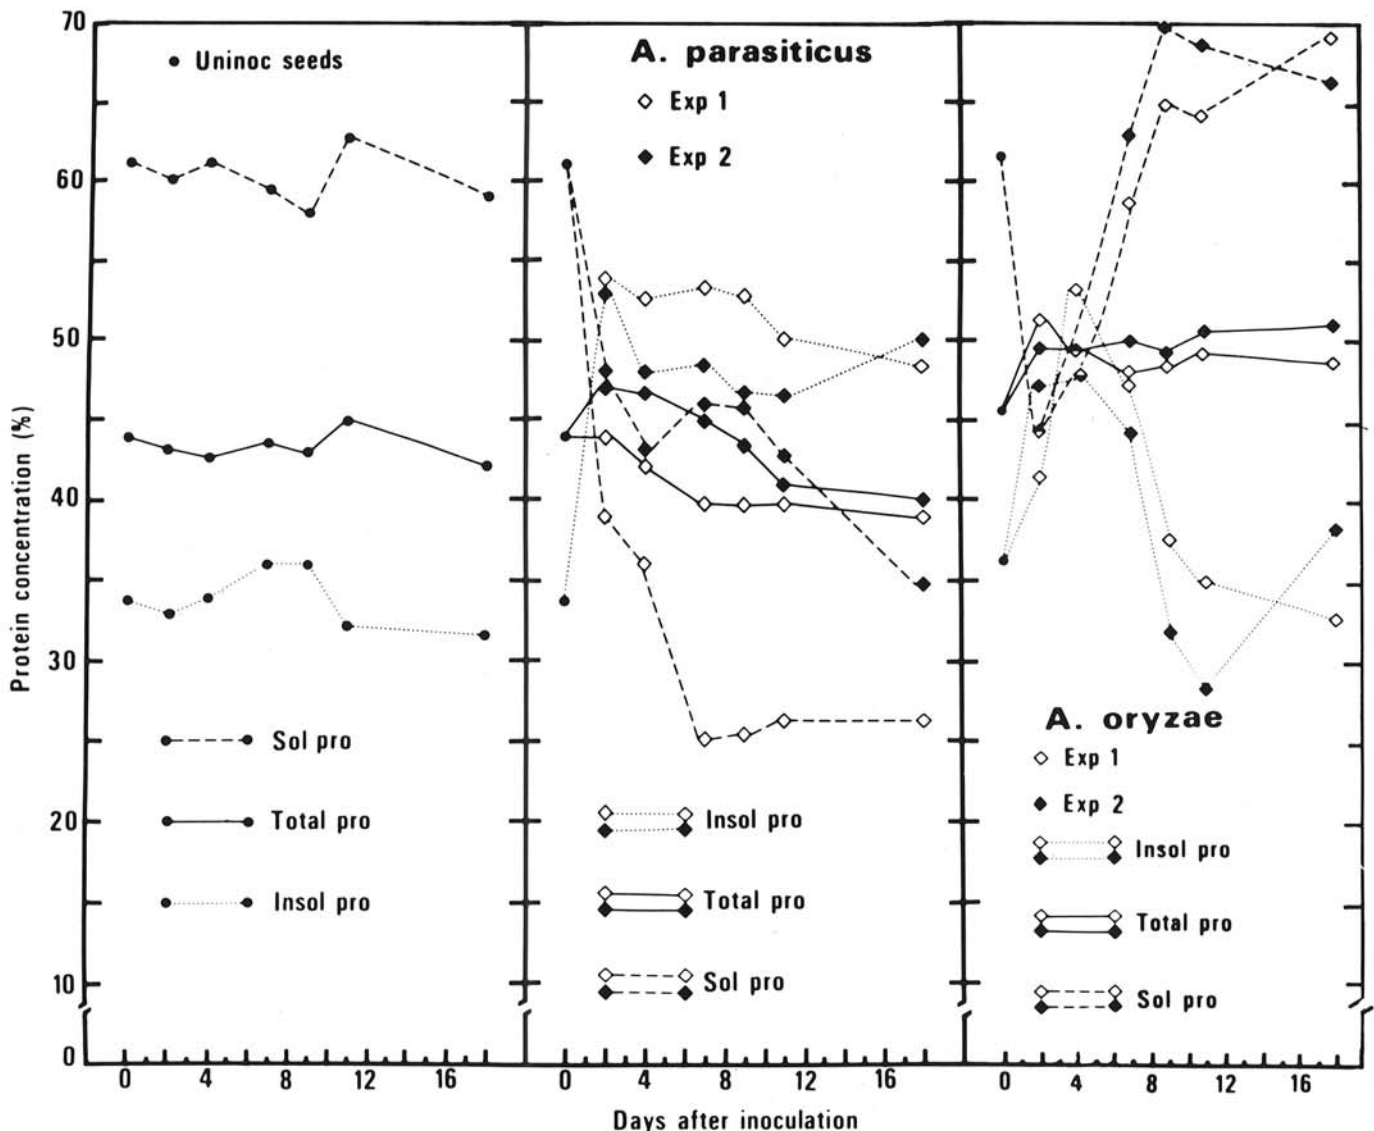 Protein concentration (%)
70
60
50
40
30
20
10
0
Uninoc seeds
Sol pro
Total pro
Insol pro
0 4 8 12 16
A. parasiticus
Exp 1
Exp 2
Insol pro
Total pro
Sol pro
0 4 8 12 16
A. oryzae
Exp 1
Exp 2
Insol pro
Total pro
Sol pro
0 4 8 12 16
Days after inoculation